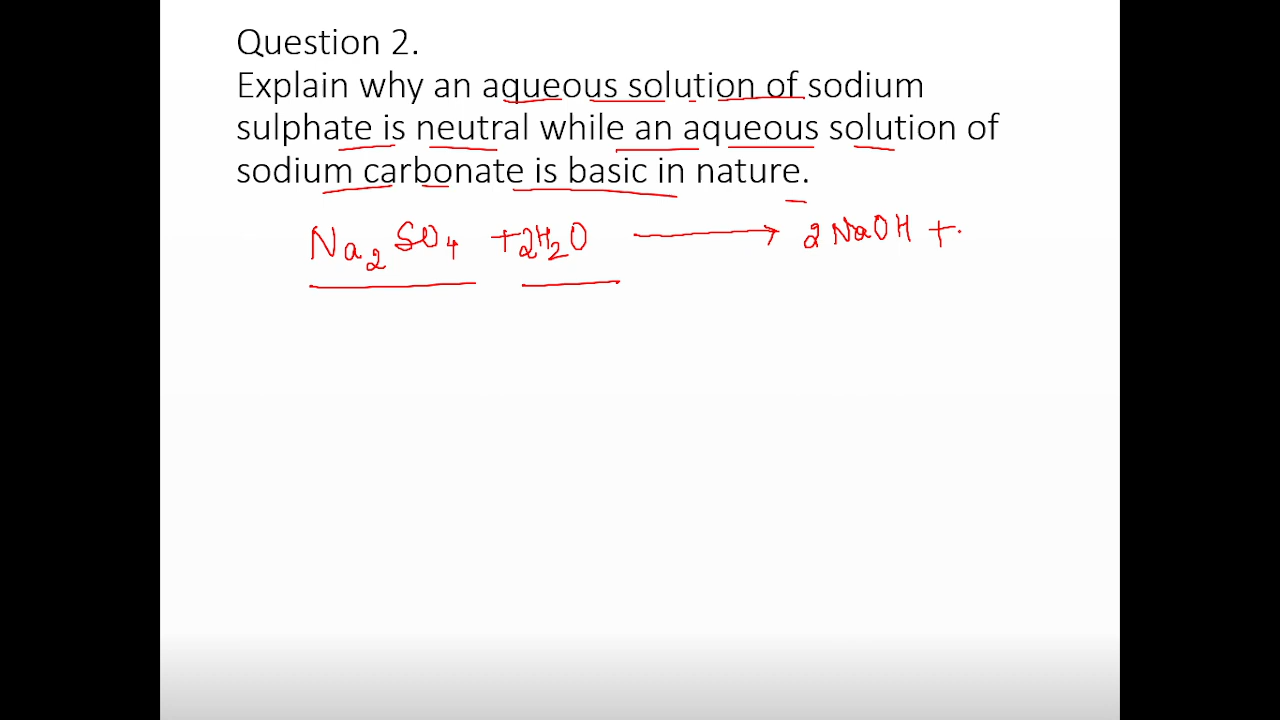 Question 2.
Explain why an aqueous solution of sodium
sulphate is neutral while an aqueous solution of
sodium carbonate is basic in nature.
Na₂SO₄ + 2H₂O ⟶ 2NaOH +